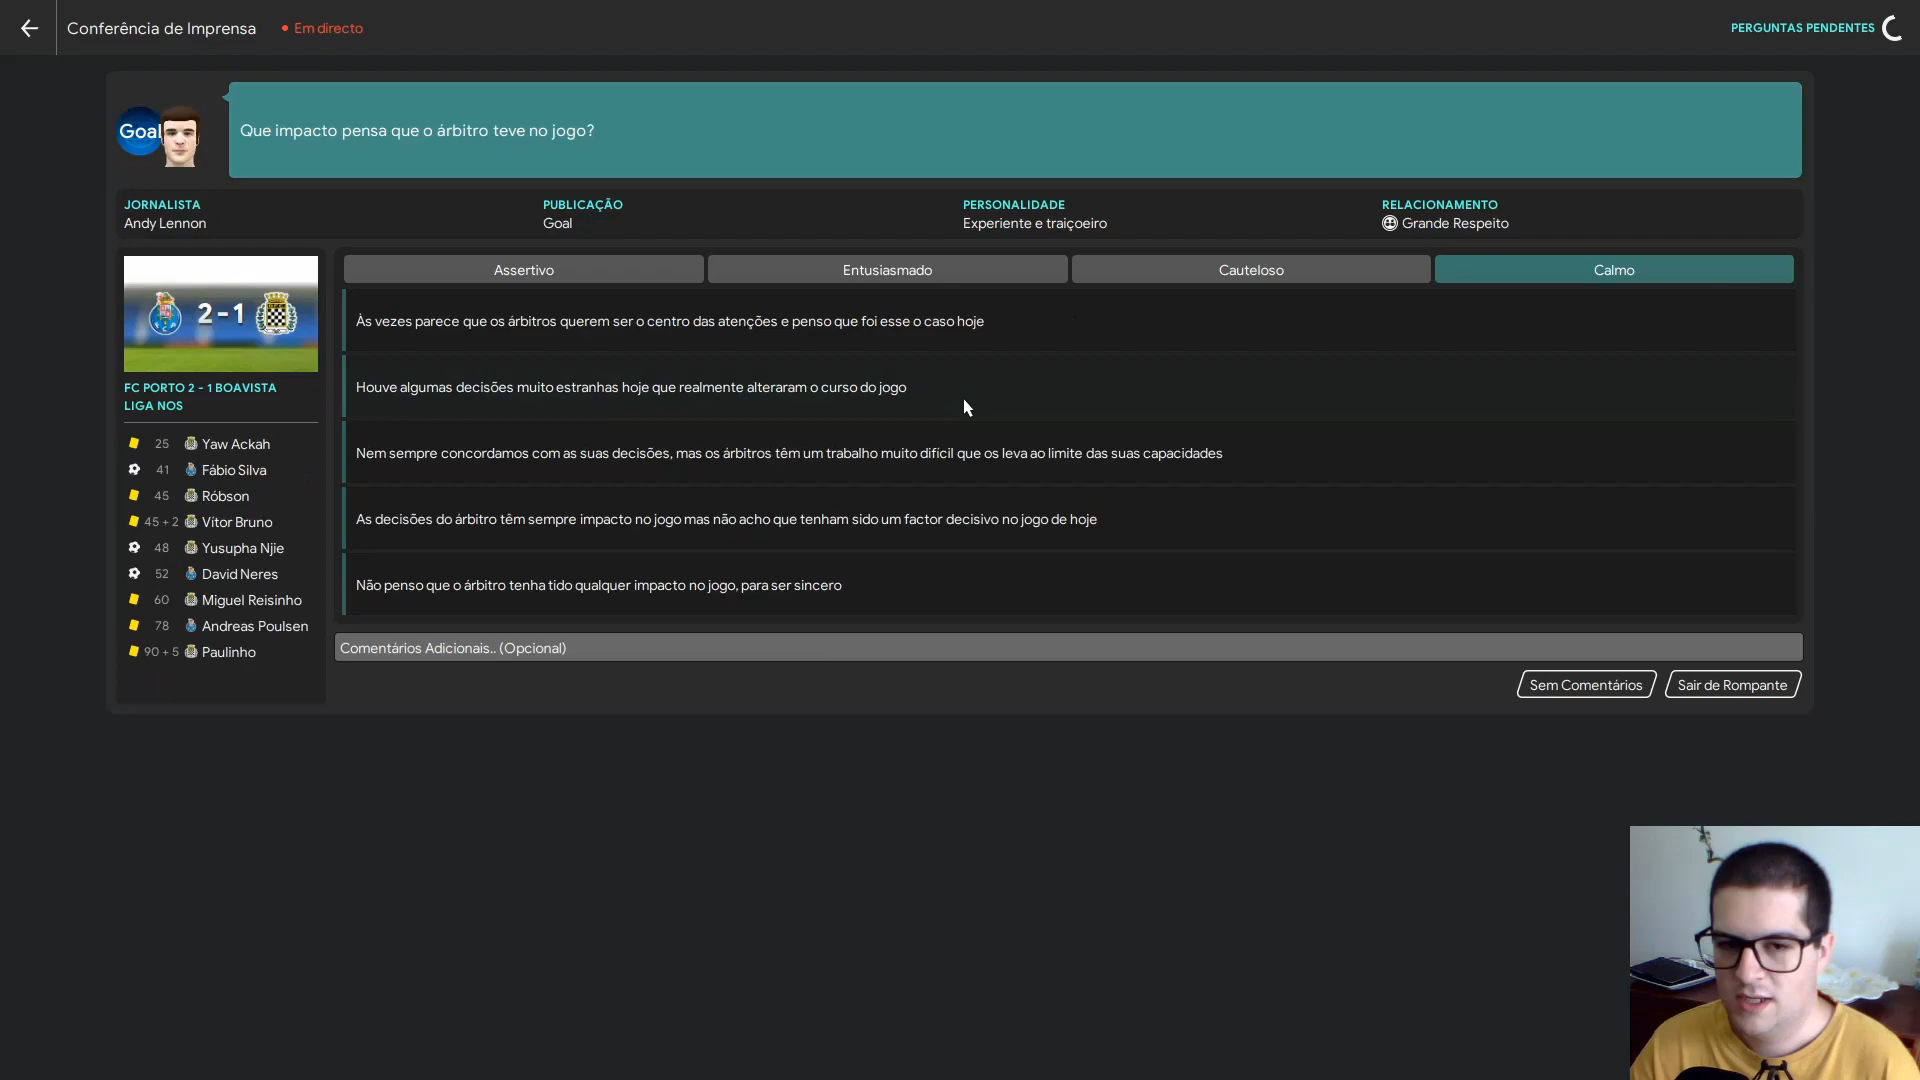 Conferência de Imprensa
Em directo
PERGUNTAS PENDENTES
Goal
Que impacto pensa que o árbitro teve no jogo?
JORNALISTA
Andy Lennon
PUBLICAÇÃO
Goal
PERSONALIDADE
Experiente e traiçoeiro
RELACIONAMENTO
Grande Respeito
2-1
FC PORTO 2 - 1 BOAVISTA
LIGA NOS
25 Yaw Ackah
41 Fábio Silva
45 Róbson
45 + 2 Vítor Bruno
48 Yusupha Njie
52 David Neres
60 Miguel Reisinho
78 Andreas Poulsen
90 + 5 Paulinho
Assertivo
Entusiasmado
Cauteloso
Calmo
Às vezes parece que os árbitros querem ser o centro das atenções e penso que foi esse o caso hoje
Houve algumas decisões muito estranhas hoje que realmente alteraram o curso do jogo
Nem sempre concordamos com as suas decisões, mas os árbitros têm um trabalho muito difícil que os leva ao limite das suas capacidades
As decisões do árbitro têm sempre impacto no jogo mas não acho que tenham sido um factor decisivo no jogo de hoje
Não penso que o árbitro tenha tido qualquer impacto no jogo, para ser sincero
Comentários Adicionais.. (Opcional)
Sem Comentários
Sair de Rompante